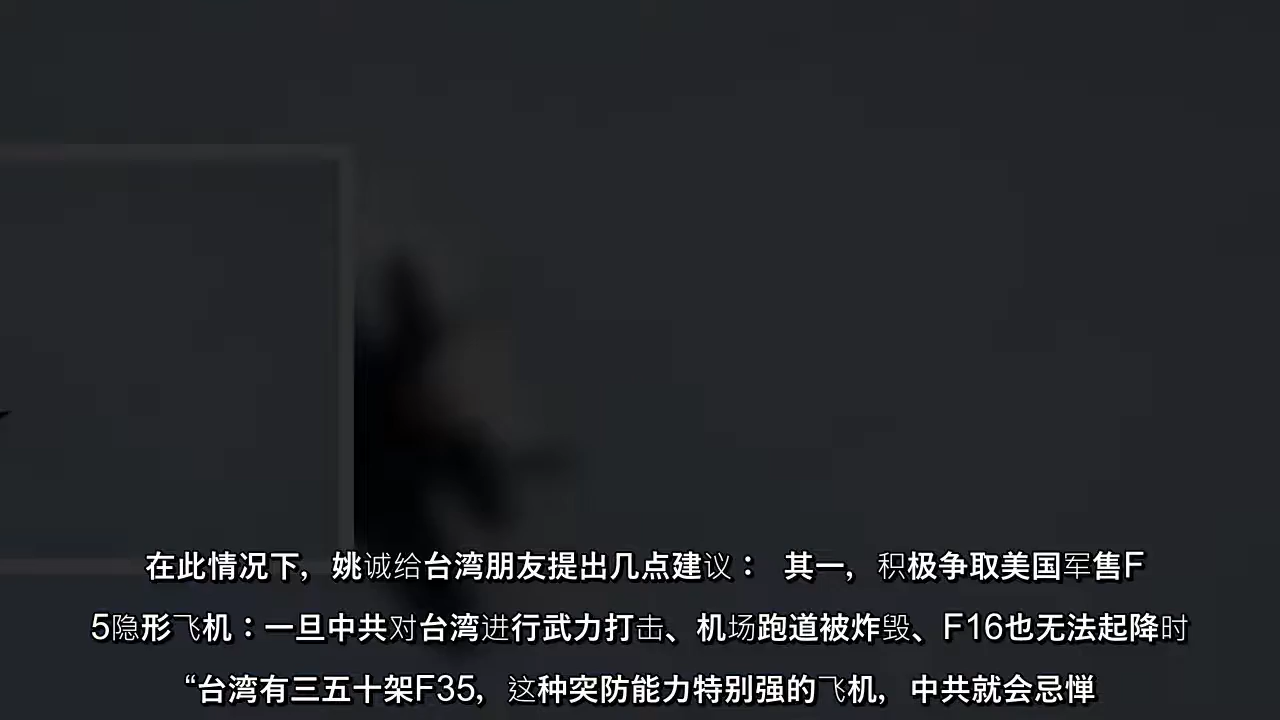 在此情况下，姚诚给台湾朋友提出几点建议： 其一，积极争取美国军售F
5隐形飞机：一旦中共对台湾进行武力打击、机场跑道被炸毁、F16也无法起降时
“台湾有三五十架F35，这种突防能力特别强的飞机，中共就会忌惮